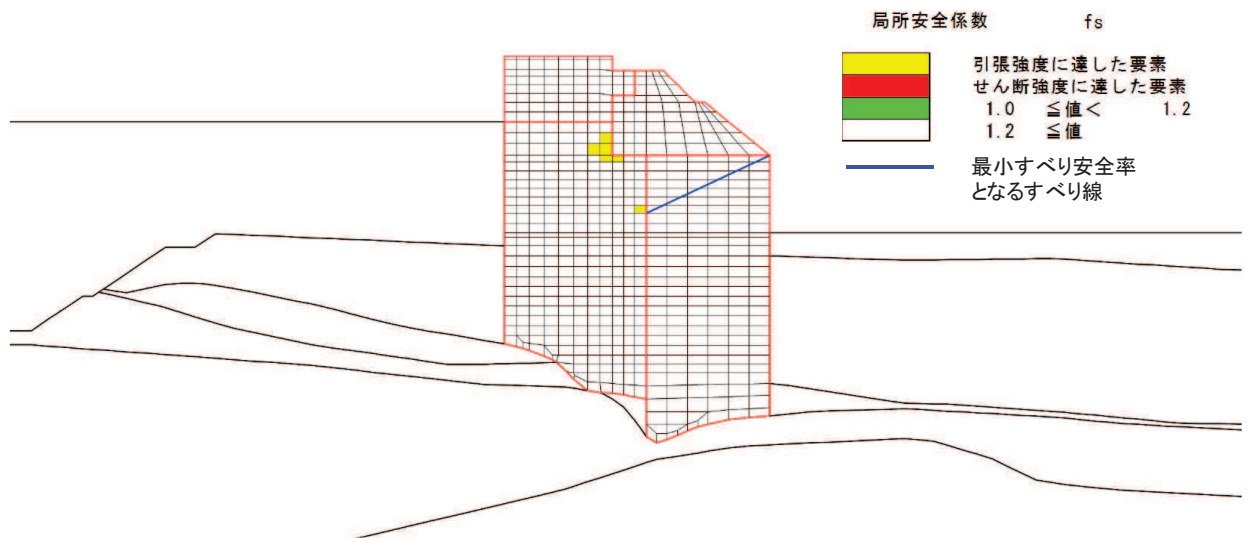 局所安全係数 fs
引張強度に達した要素
せん断強度に達した要素
1.0 ≦値< 1.2
1.2 ≦値
最小すべり安全率
となるすべり線